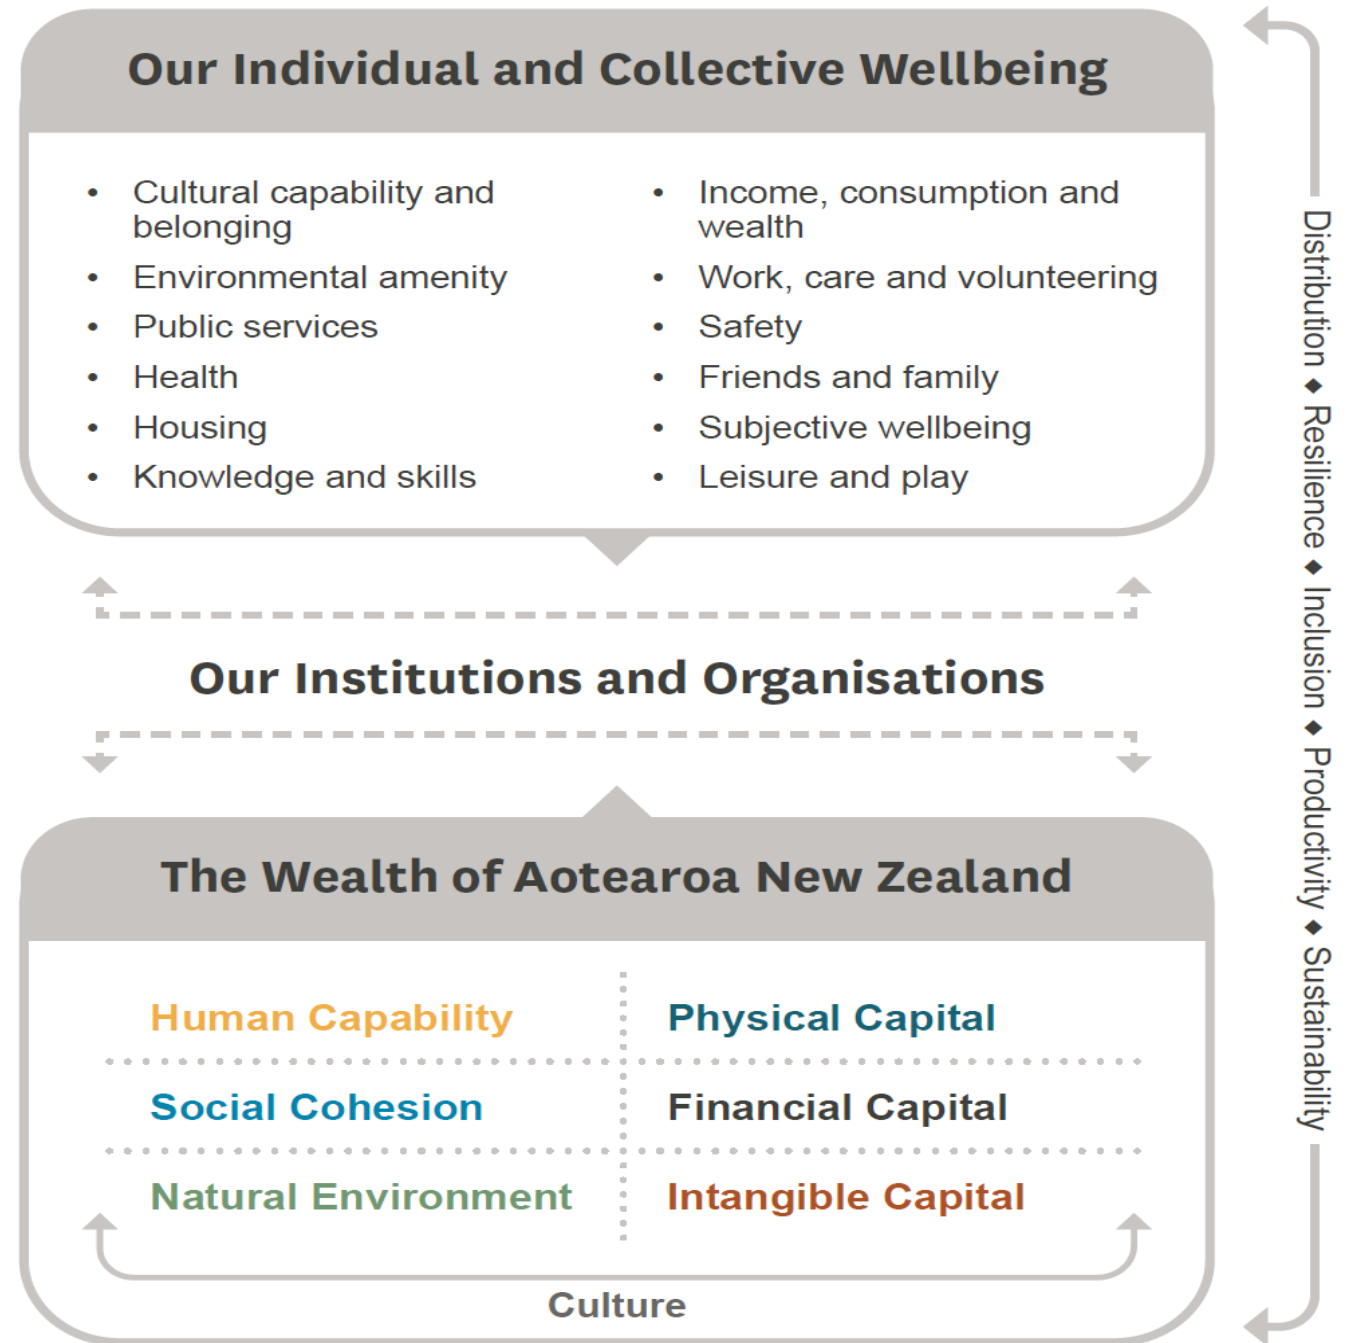 Our Individual and Collective Wellbeing
• Cultural capability and
belonging
• Environmental amenity
• Public services
• Health
• Housing
• Knowledge and skills
• Income, consumption and
wealth
• Work, care and volunteering
• Safety
• Friends and family
• Subjective wellbeing
• Leisure and play
Our Institutions and Organisations
The Wealth of Aotearoa New Zealand
Human Capability
Physical Capital
Social Cohesion
Financial Capital
Natural Environment
Intangible Capital
Culture
Distribution ♦ Resilience ♦ Inclusion ♦ Productivity ♦ Sustainability